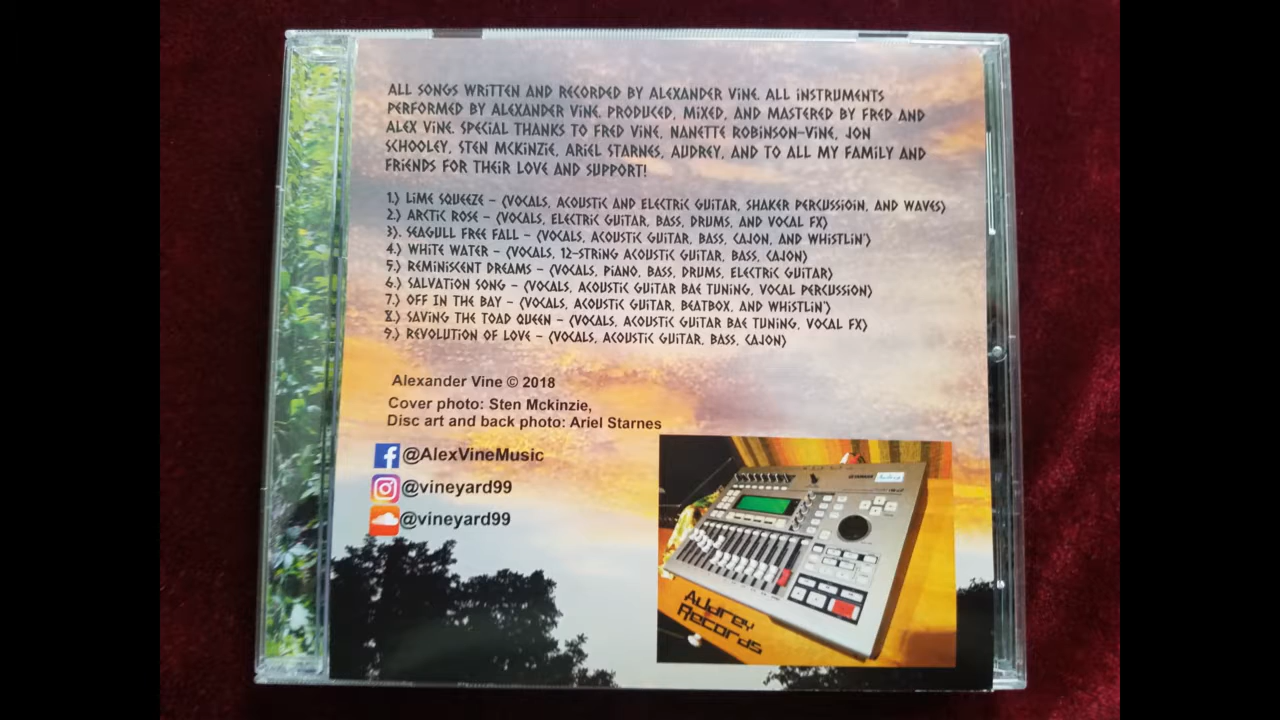 ALL SONGS WRITTEN AND RECORDED BY ALEXANDER VINE. ALL INSTRUMENTS
PERFORMED BY ALEXANDER VINE. PRODUCED, MIXED, AND MASTERED BY FRED AND
ALEX VINE. SPECIAL THANKS TO FRED VINE, NANETTE ROBINSON-VINE, JON
SCHOOLEY, STEN MCKINZIE, ARIEL STARNES, AUDREY, AND TO ALL MY FAMILY AND
FRIENDS FOR THEIR LOVE AND SUPPORT!
1.) LIME SQUEEZE - (VOCALS, ACOUSTIC AND ELECTRIC GUITAR, SHAKER PERCUSSIOIN, AND WAVES)
2.) ARCTIC ROSE - (VOCALS, ELECTRIC GUITAR, BASS, DRUMS, AND VOCAL FX)
3). SEAGULL FREE FALL - (VOCALS, ACOUSTIC GUITAR, BASS, CAJON, AND WHISTLIN')
4.) WHITE WATER - (VOCALS, 12-STRING ACOUSTIC GUITAR, BASS, CAJON)
5.) REMINISCENT DREAMS - (VOCALS, PIANO, BASS, DRUMS, ELECTRIC GUITAR)
6.) SALVATION SONG - (VOCALS, ACOUSTIC GUITAR BAE TUNING, VOCAL PERCUSSION)
7.) OFF IN THE BAY - (VOCALS, ACOUSTIC GUITAR, BEATBOX, AND WHISTLIN')
8.) SAVING THE TOAD QUEEN - (VOCALS, ACOUSTIC GUITAR BAE TUNING, VOCAL FX)
9.) REVOLUTION OF LOVE - (VOCALS, ACOUSTIC GUITAR, BASS, CAJON)
Alexander Vine © 2018
Cover photo: Sten Mckinzie,
Disc art and back photo: Ariel Starnes
@AlexVineMusic
@vineyard99
@vineyard99
Audrey
Records